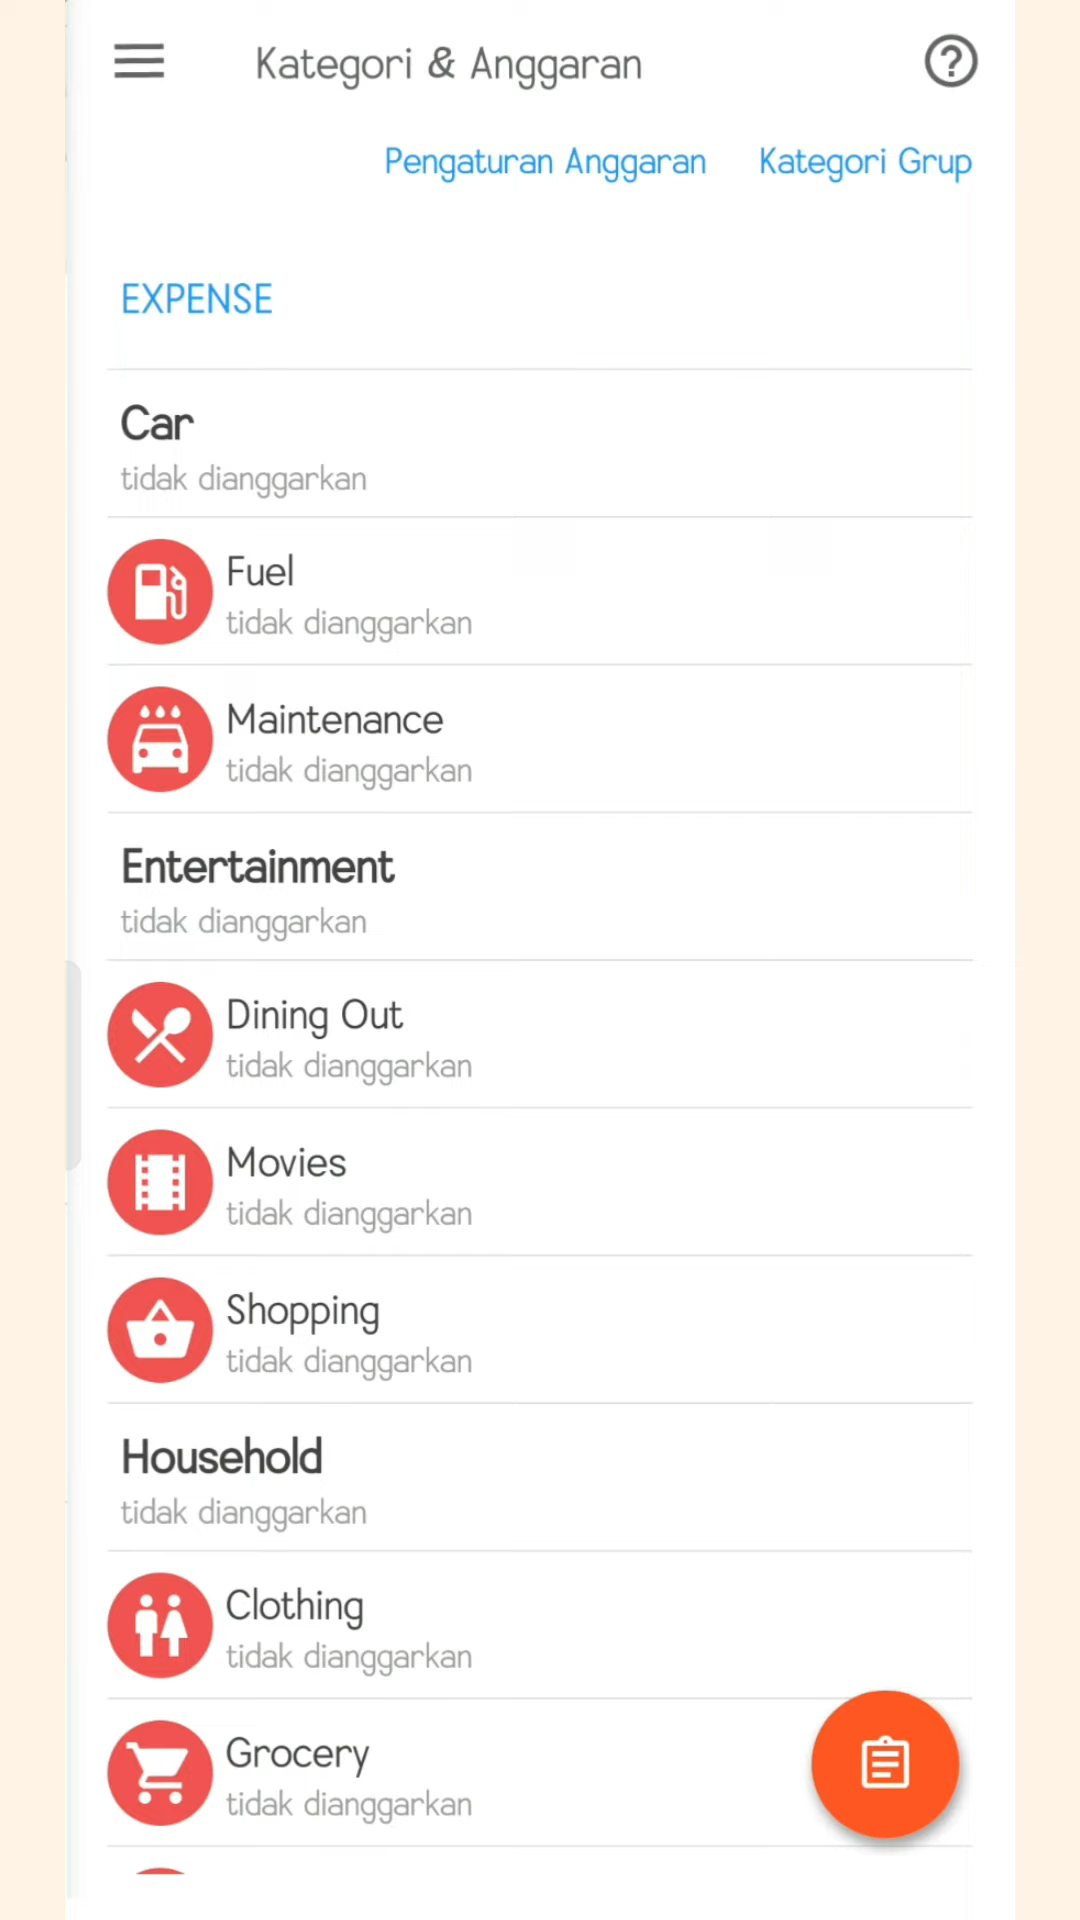 Kategori & Anggaran
Pengaturan Anggaran Kategori Grup
EXPENSE
Car
tidak dianggarkan
Fuel
tidak dianggarkan
Maintenance
tidak dianggarkan
Entertainment
tidak dianggarkan
Dining Out
tidak dianggarkan
Movies
tidak dianggarkan
Shopping
tidak dianggarkan
Household
tidak dianggarkan
Clothing
tidak dianggarkan
Grocery
tidak dianggarkan